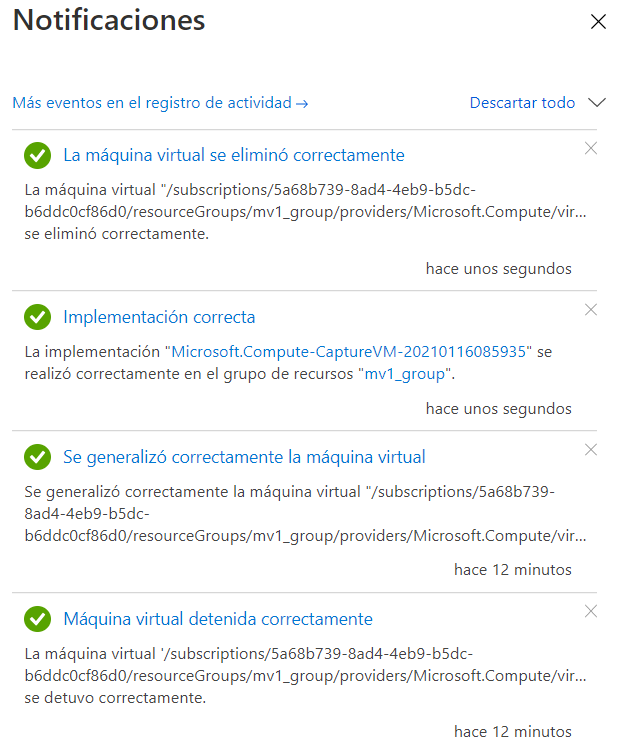 Notificaciones
Más eventos en el registro de actividad →
Descartar todo
La máquina virtual se eliminó correctamente
La máquina virtual "/subscriptions/5a68b739-8ad4-4eb9-b5dc-
b6ddc0cf86d0/resourceGroups/mv1_group/providers/Microsoft.Compute/vir...
se eliminó correctamente.
hace unos segundos
Implementación correcta
La implementación "Microsoft.Compute-CaptureVM-20210116085935" se
realizó correctamente en el grupo de recursos "mv1_group".
hace unos segundos
Se generalizó correctamente la máquina virtual
Se generalizó correctamente la máquina virtual "/subscriptions/5a68b739-
8ad4-4eb9-b5dc-
b6ddc0cf86d0/resourceGroups/mv1_group/providers/Microsoft.Compute/vir...
hace 12 minutos
Máquina virtual detenida correctamente
La máquina virtual '/subscriptions/5a68b739-8ad4-4eb9-b5dc-
b6ddc0cf86d0/resourceGroups/mv1_group/providers/Microsoft.Compute/vir...
se detuvo correctamente.
hace 12 minutos